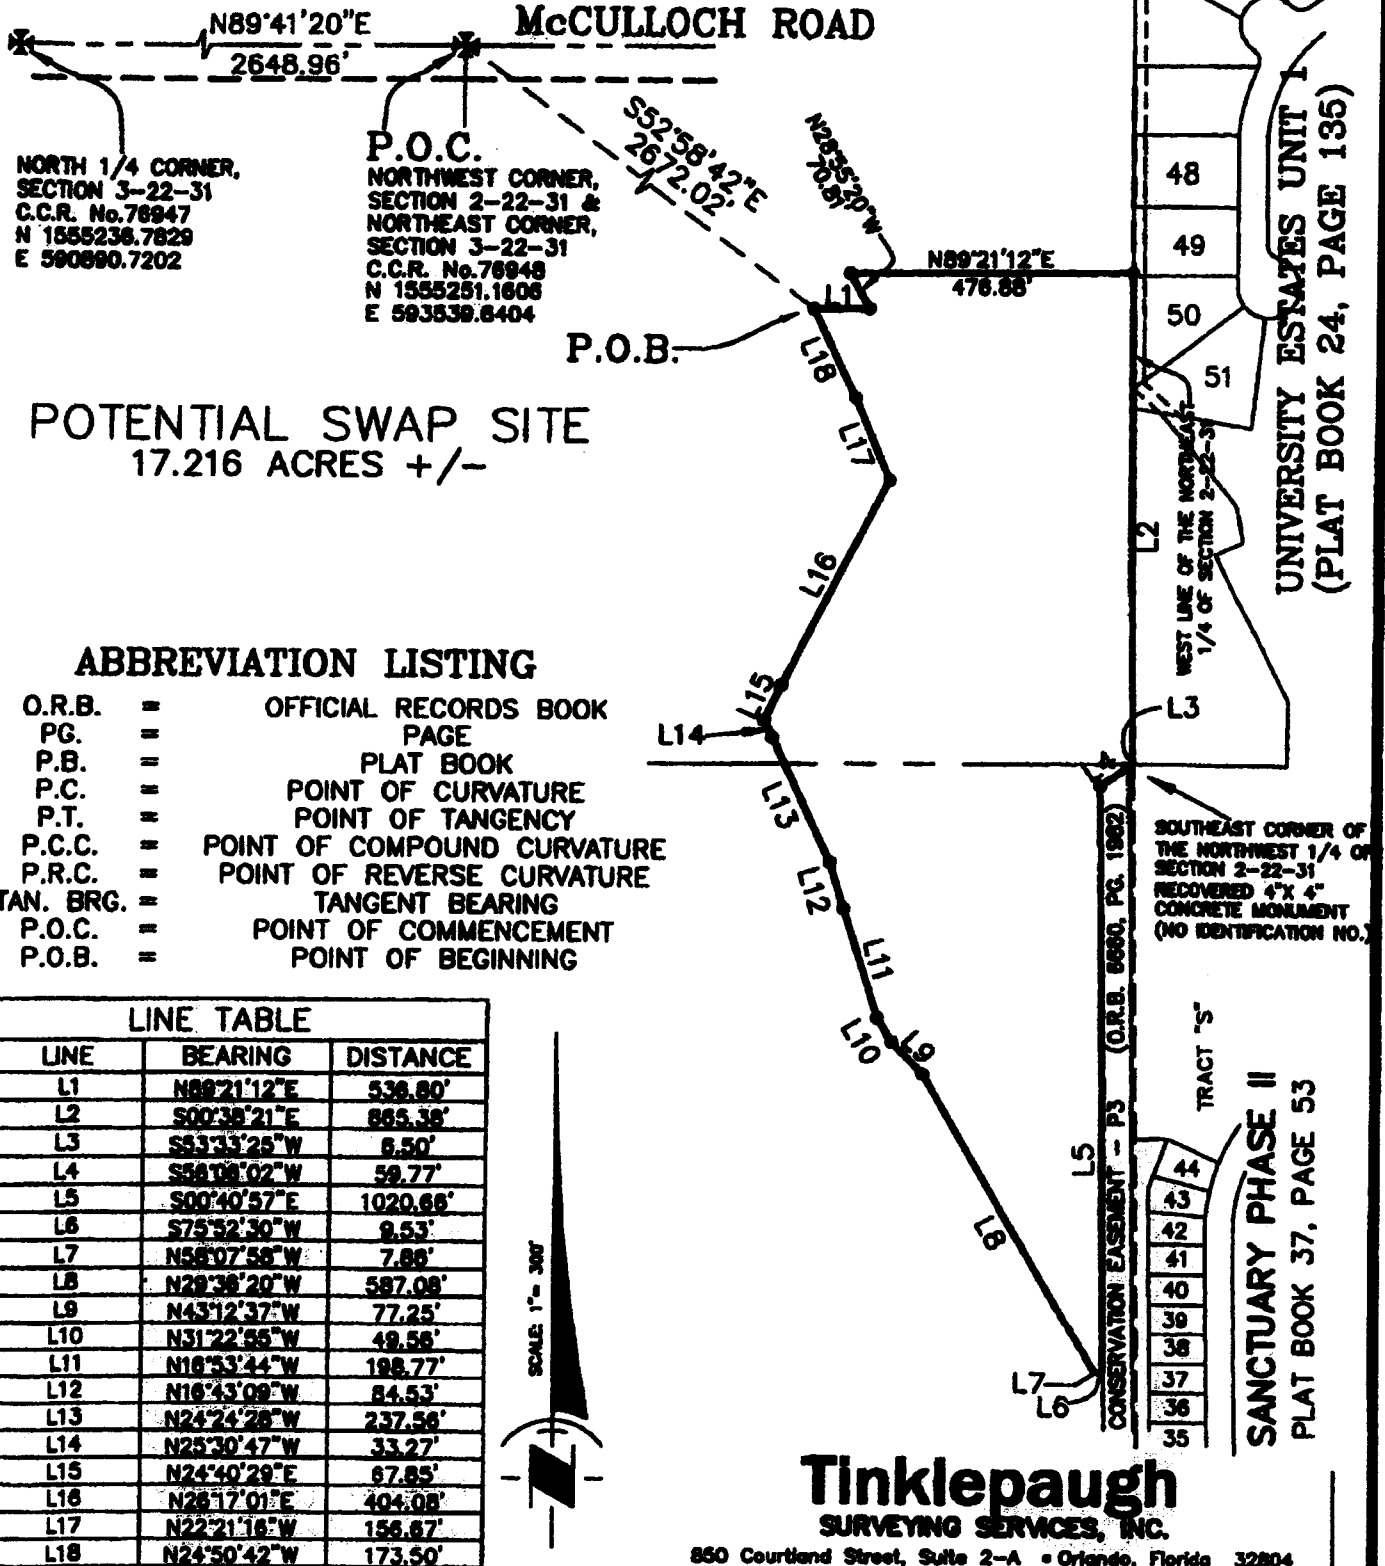 N89°41'20"E
2648.96'
McCULLOCH ROAD
NORTH 1/4 CORNER,
SECTION 3-22-31
C.C.R. No.76947
N 1555236.7829
E 590890.7202
P.O.C.
NORTHWEST CORNER,
SECTION 2-22-31 &
NORTHEAST CORNER,
SECTION 3-22-31
C.C.R. No.76948
N 1555251.1606
E 593539.6404
S52°58'42"E
2672.02'
N28°55'20"W
70.81'
N89°21'12"E
476.88'
L1
P.O.B.
L18
L17
L16
L15
L14
L13
L12
L11
L10
L9
L8
L7
L6
L5
L2
L3
POTENTIAL SWAP SITE
17.216 ACRES +/-
48
49
50
51
WEST LINE OF THE NORTHEAST
1/4 OF SECTION 2-22-31
UNIVERSITY ESTATES UNIT 1
(PLAT BOOK 24, PAGE 135)
SOUTHEAST CORNER OF
THE NORTHWEST 1/4 OF
SECTION 2-22-31
RECOVERED 4"X 4"
CONCRETE MONUMENT
(NO IDENTIFICATION NO.)
CONSERVATION EASEMENT - P3 (O.R.B. 6660, PG. 1962)
TRACT "S"
44
43
42
41
40
39
38
37
36
35
SANCTUARY PHASE II
PLAT BOOK 37, PAGE 53
ABBREVIATION LISTING
O.R.B. = OFFICIAL RECORDS BOOK
PG. = PAGE
P.B. = PLAT BOOK
P.C. = POINT OF CURVATURE
P.T. = POINT OF TANGENCY
P.C.C. = POINT OF COMPOUND CURVATURE
P.R.C. = POINT OF REVERSE CURVATURE
TAN. BRG. = TANGENT BEARING
P.O.C. = POINT OF COMMENCEMENT
P.O.B. = POINT OF BEGINNING
LINE TABLE
LINE BEARING DISTANCE
L1 N89°21'12"E 536.80'
L2 S00°38'21"E 865.38'
L3 S53°33'25"W 6.50'
L4 S56°06'02"W 59.77'
L5 S00°40'57"E 1020.66'
L6 S75°52'30"W 9.53'
L7 N58°07'58"W 7.86'
L8 N29°36'20"W 587.08'
L9 N43°12'37"W 77.25'
L10 N31°22'55"W 49.56'
L11 N16°53'44"W 198.77'
L12 N16°43'09"W 84.53'
L13 N24°24'28"W 237.56'
L14 N25°30'47"W 33.27'
L15 N24°40'29"E 67.85'
L16 N26°17'01"E 404.08'
L17 N22°21'16"W 156.67'
L18 N24°50'42"W 173.50'
SCALE: 1"= 300'
Tinklepaugh
SURVEYING SERVICES, INC.
850 Courtland Street, Suite 2-A • Orlando, Florida 32804